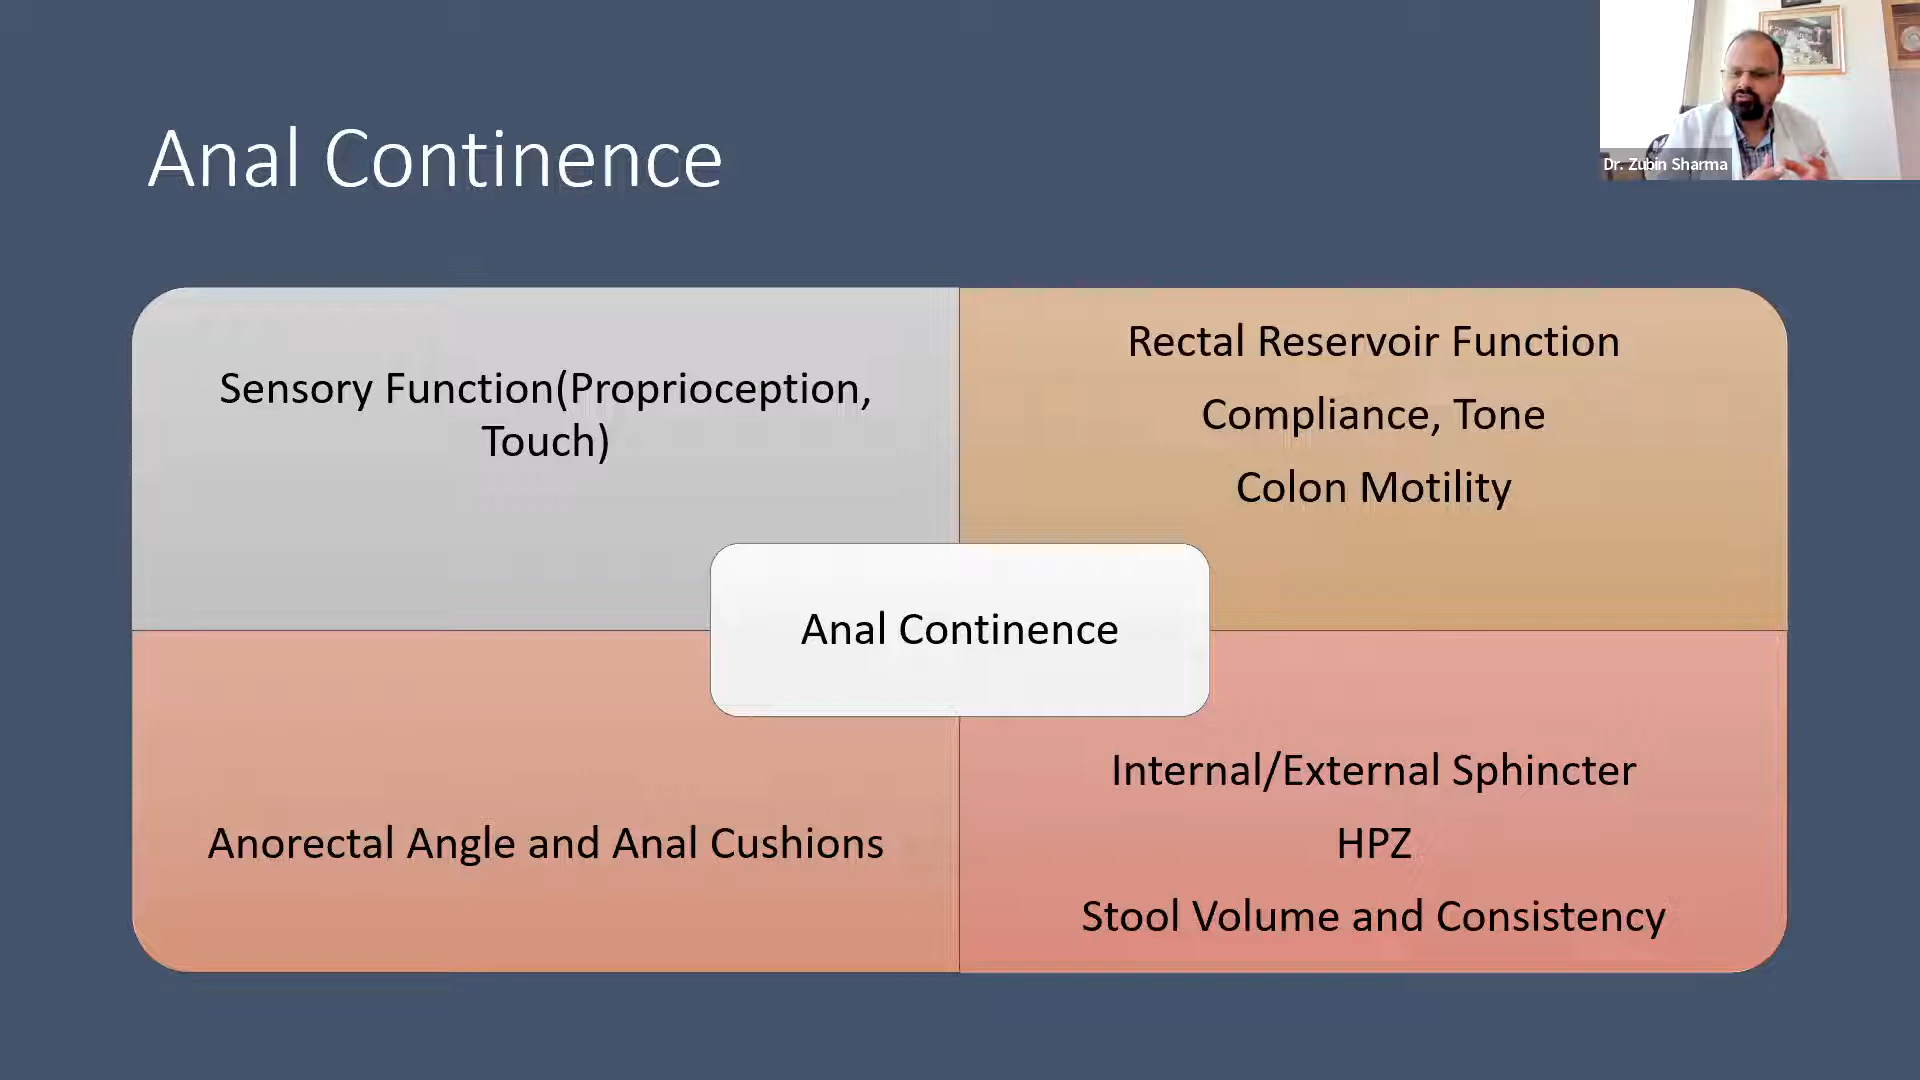 Anal Continence
Dr. Zubin Sharma
Sensory Function(Proprioception,
Touch)
Rectal Reservoir Function
Compliance, Tone
Colon Motility
Anal Continence
Anorectal Angle and Anal Cushions
Internal/External Sphincter
HPZ
Stool Volume and Consistency